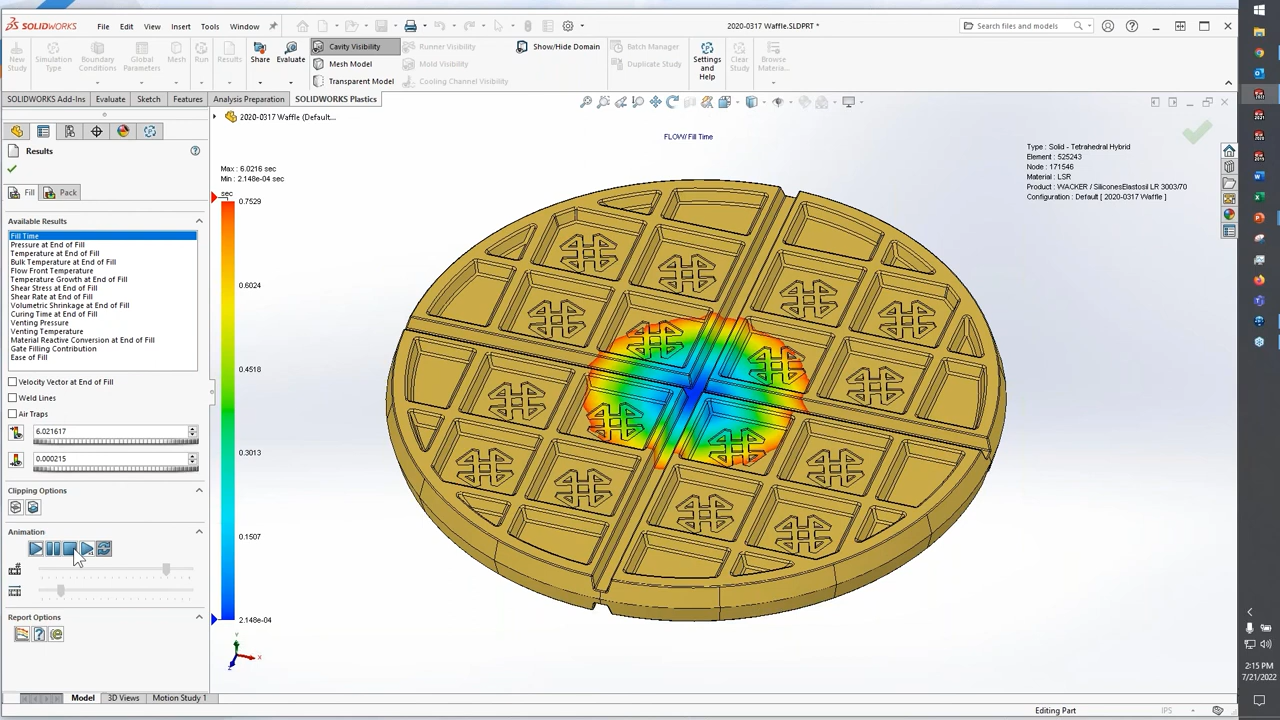 SOLIDWORKS
File Edit View Insert Tools Window
2020-0317 Waffle.SLDPRT *
Search files and models
New Study
Simulation Type
Boundary Conditions
Global Parameters
Mesh
Run
Results
Share
Evaluate
Cavity Visibility
Mesh Model
Transparent Model
Runner Visibility
Mold Visibility
Cooling Channel Visibility
Show/Hide Domain
Batch Manager
Duplicate Study
Settings and Help
Clear Study
Browse Materia...
SOLIDWORKS Add-Ins Evaluate Sketch Features Analysis Preparation SOLIDWORKS Plastics
2020-0317 Waffle (Default...
Results
Fill Pack
Available Results
Fill Time
Pressure at End of Fill
Temperature at End of Fill
Bulk Temperature at End of Fill
Flow Front Temperature
Temperature Growth at End of Fill
Shear Stress at End of Fill
Shear Rate at End of Fill
Volumetric Shrinkage at End of Fill
Curing Time at End of Fill
Venting Pressure
Venting Temperature
Material Reactive Conversion at End of Fill
Gate Filling Contribution
Ease of Fill
Velocity Vector at End of Fill
Weld Lines
Air Traps
6.021617
0.000215
Clipping Options
Animation
Report Options
FLOW/ Fill Time
Max : 6.0216 sec
Min : 2.148e-04 sec
sec
0.7529
0.6024
0.4518
0.3013
0.1507
2.148e-04
Type : Solid - Tetrahedral Hybrid
Element : 525243
Node : 171546
Material : LSR
Product : WACKER / SiliconesElastosil LR 3003/70
Configuration : Default [ 2020-0317 Waffle ]
Y
X
Z
Model 3D Views Motion Study 1
Editing Part
IPS
2:15 PM
7/21/2022